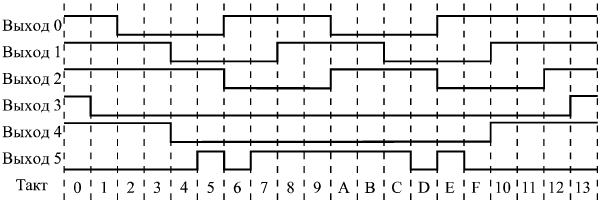 Выход 0
Выход 1
Выход 2
Выход 3
Выход 4
Выход 5
Такт 0 1 2 3 4 5 6 7 8 9 A B C D E F 10 11 12 13